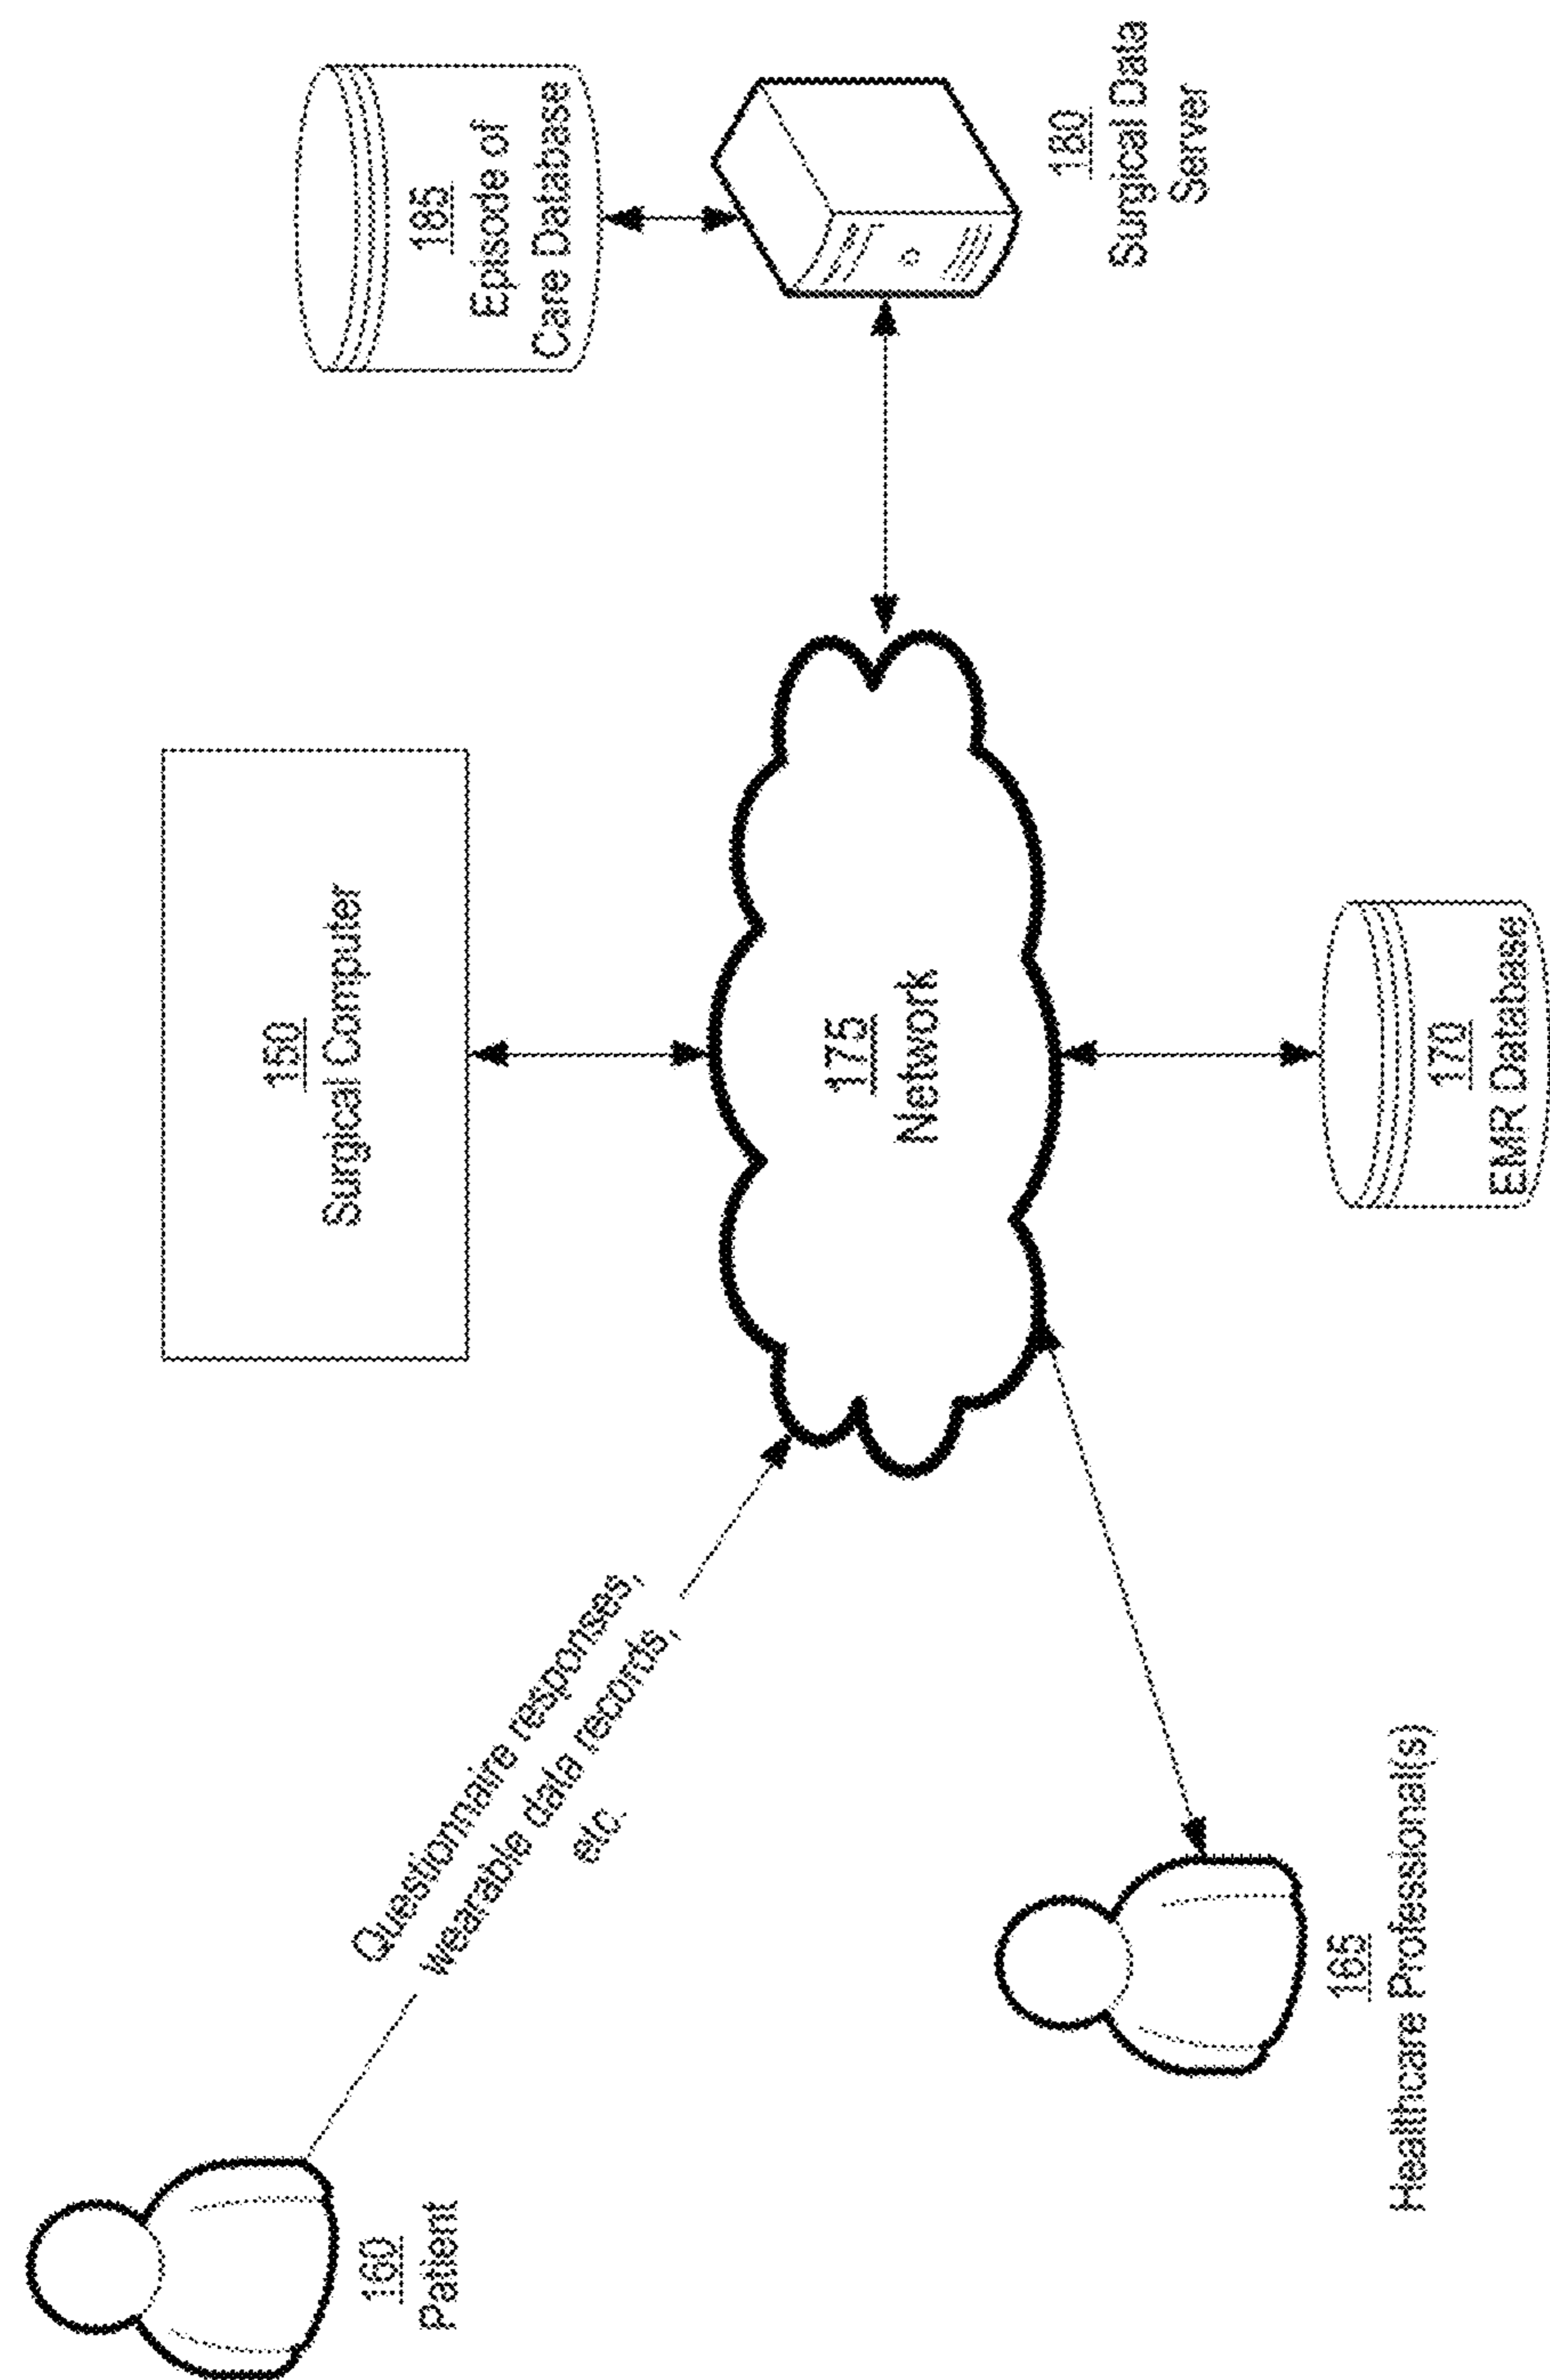 160
Patient
Questionnaire responses,
wearable data records,
etc.
165
Healthcare Professional(s)
150
Surgical Computer
175
Network
170
EMR Database
185
Episode of
Care Database
180
Surgical Data
Server